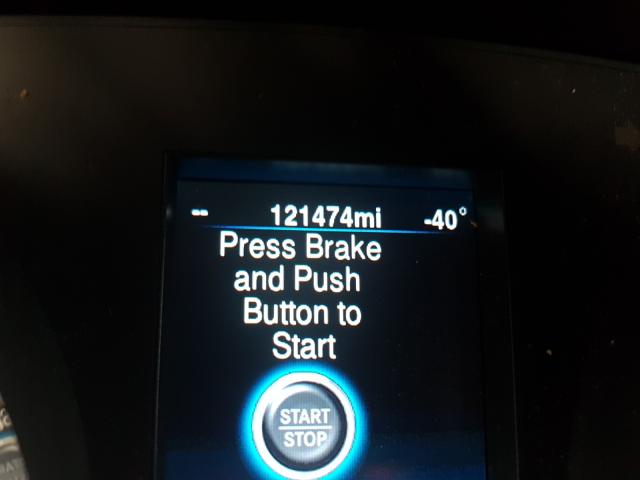 -- 121474mi -40°
Press Brake
and Push
Button to
Start
START
STOP